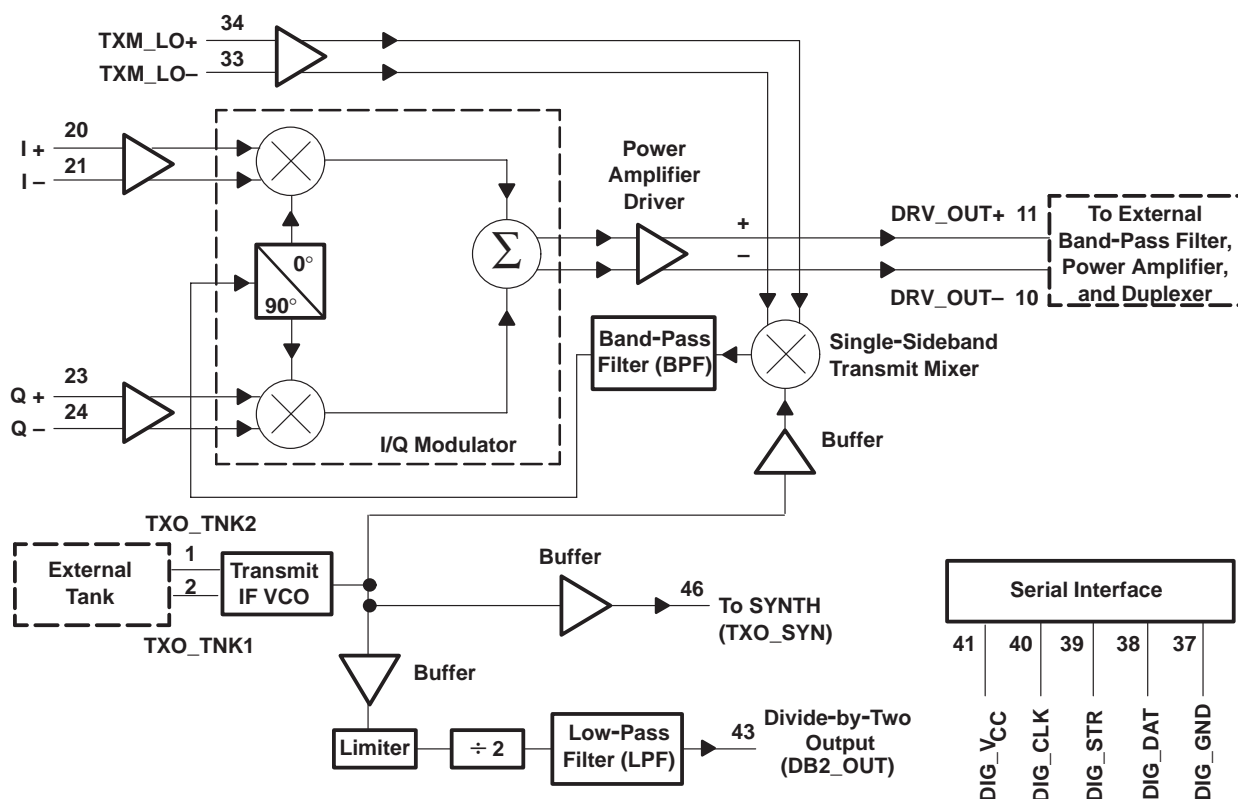 34
TXM_LO+
33
TXM_LO–
20
I +
21
I –
Power
Amplifier
Driver
+
–
DRV_OUT+ 11
DRV_OUT– 10
To External
Band-Pass Filter,
Power Amplifier,
and Duplexer
Σ
0°
90°
Band-Pass
Filter (BPF)
Single-Sideband
Transmit Mixer
23
Q +
24
Q –
I/Q Modulator
Buffer
TXO_TNK2
External
Tank
1
2
Transmit
IF VCO
TXO_TNK1
Buffer
46
To SYNTH
(TXO_SYN)
Buffer
Limiter
÷ 2
Low-Pass
Filter (LPF)
43
Divide-by-Two
Output
(DB2_OUT)
Serial Interface
41
40
39
38
37
DIG_VCC
DIG_CLK
DIG_STR
DIG_DAT
DIG_GND